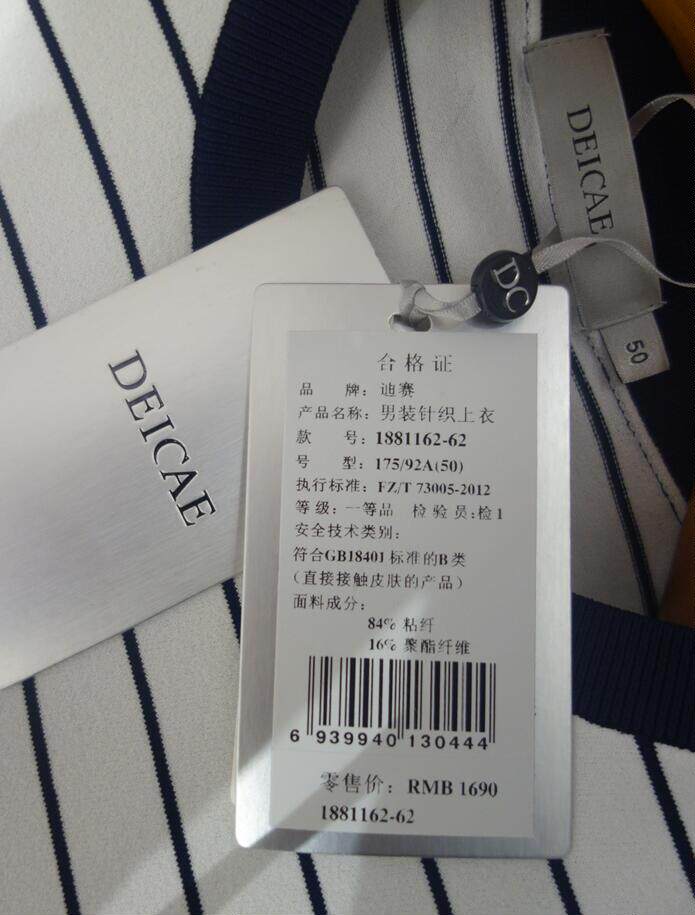 DEICAE
50
DC
DEICAE
合格证
品 牌：迪赛
产品名称：男装针织上衣
款 号：1881162-62
号 型：175/92A(50)
执行标准：FZ/T 73005-2012
等级：一等品 检验员:检1
安全技术类别：
符合GB18401标准的B类
（直接接触皮肤的产品）
面料成分：
84% 粘纤
16% 聚酯纤维
6 939940 130444
零售价：RMB 1690
1881162-62